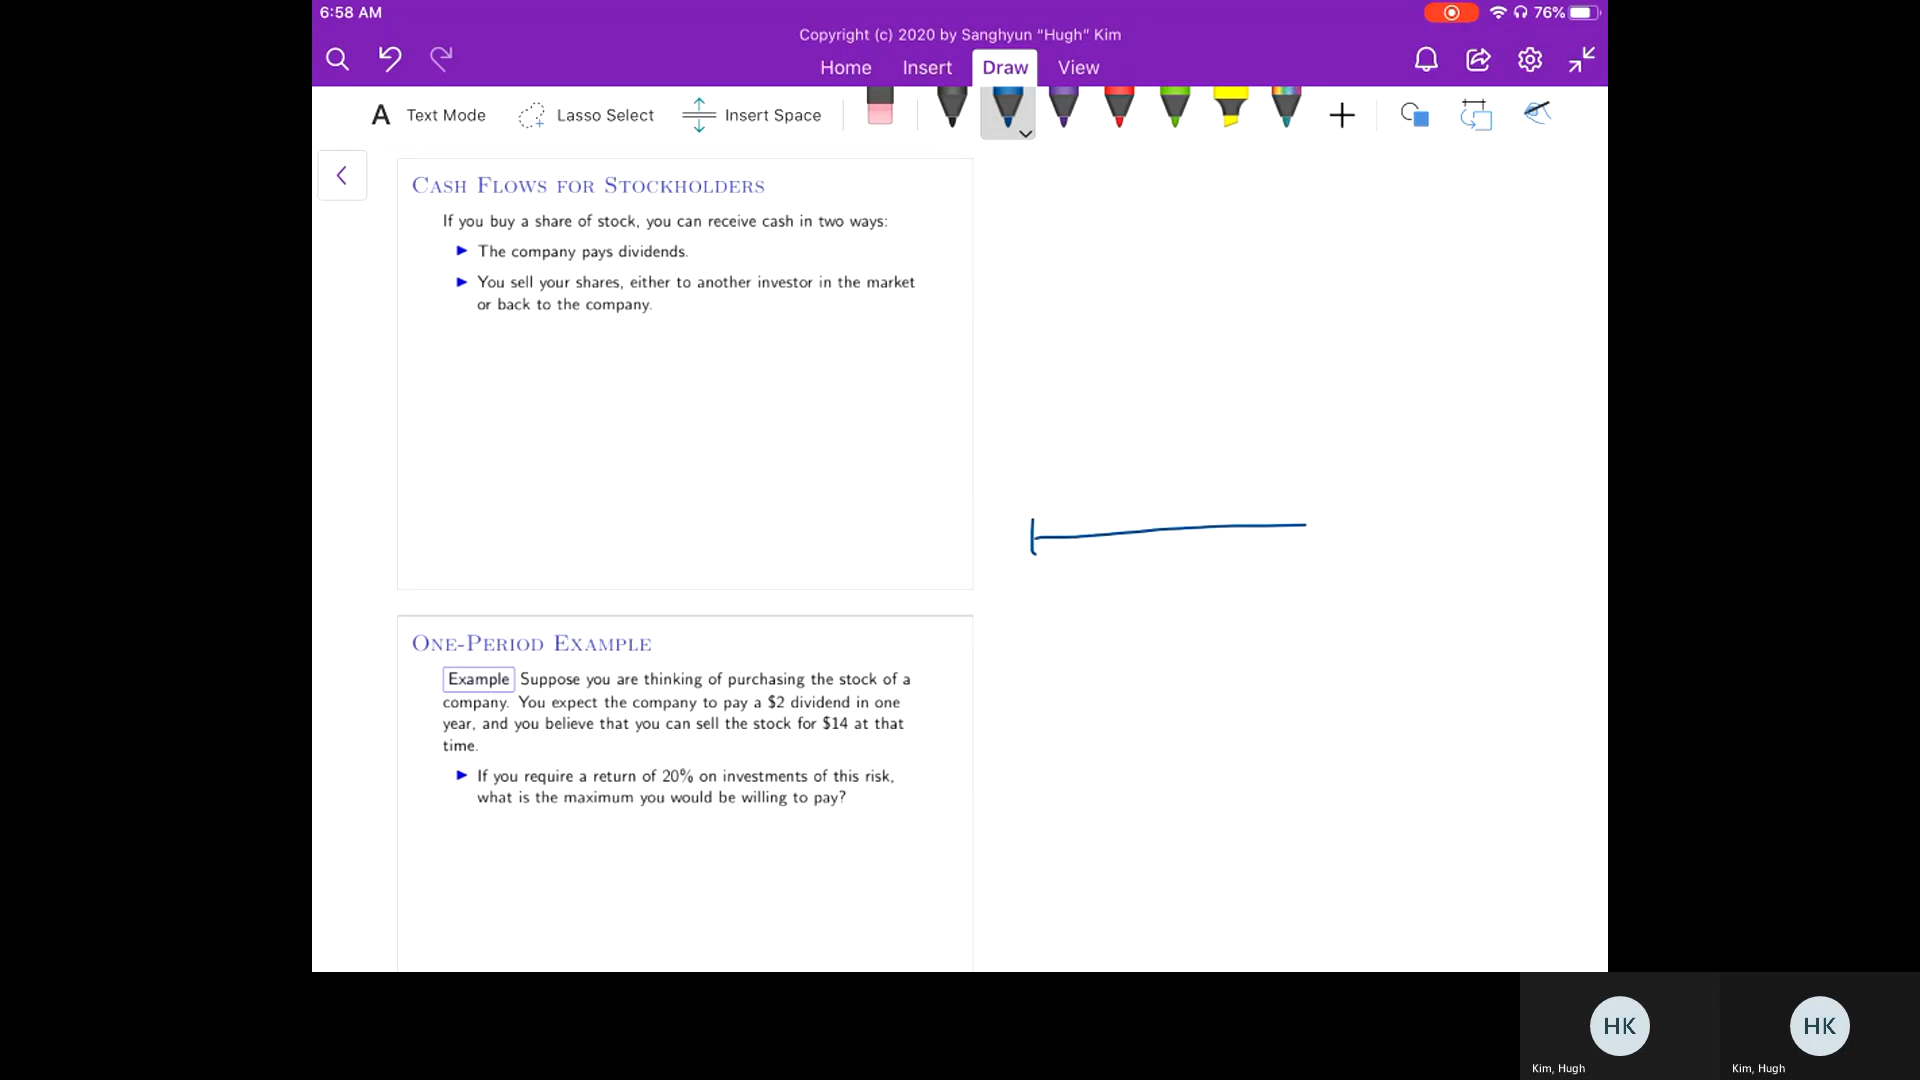 6:58 AM
76%
Copyright (c) 2020 by Sanghyun “Hugh” Kim
Home Insert Draw View
A Text Mode Lasso Select Insert Space
CASH FLOWS FOR STOCKHOLDERS
If you buy a share of stock, you can receive cash in two ways:
► The company pays dividends.
► You sell your shares, either to another investor in the market
or back to the company.
ONE-PERIOD EXAMPLE
Example Suppose you are thinking of purchasing the stock of a
company. You expect the company to pay a $2 dividend in one
year, and you believe that you can sell the stock for $14 at that
time.
► If you require a return of 20% on investments of this risk,
what is the maximum you would be willing to pay?
HK HK
Kim, Hugh Kim, Hugh